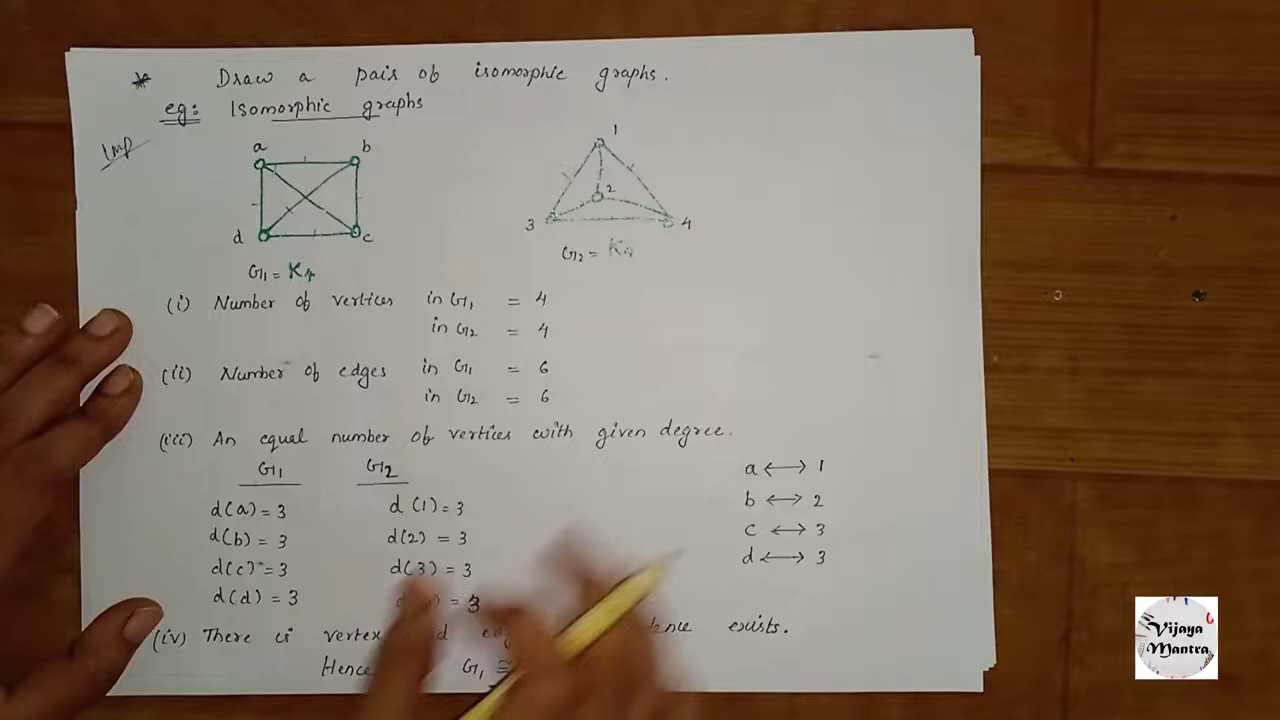 * Draw a pair of isomorphic graphs.
eg: Isomorphic graphs
Imp
a b
d c
G1 = K4
1
2
3 4
G2 = K4
(i) Number of vertices in G1 = 4
in G2 = 4
(ii) Number of edges in G1 = 6
in G2 = 6
(iii) An equal number of vertices with given degree.
G1 G2
d(a) = 3 d(1) = 3
d(b) = 3 d(2) = 3
d(c) = 3 d(3) = 3
d(d) = 3 = 3
a ↔ 1
b ↔ 2
c ↔ 3
d ↔ 3
(iv) There is vertex exists.
Hence G1 ≅
Vijaya
Mantra